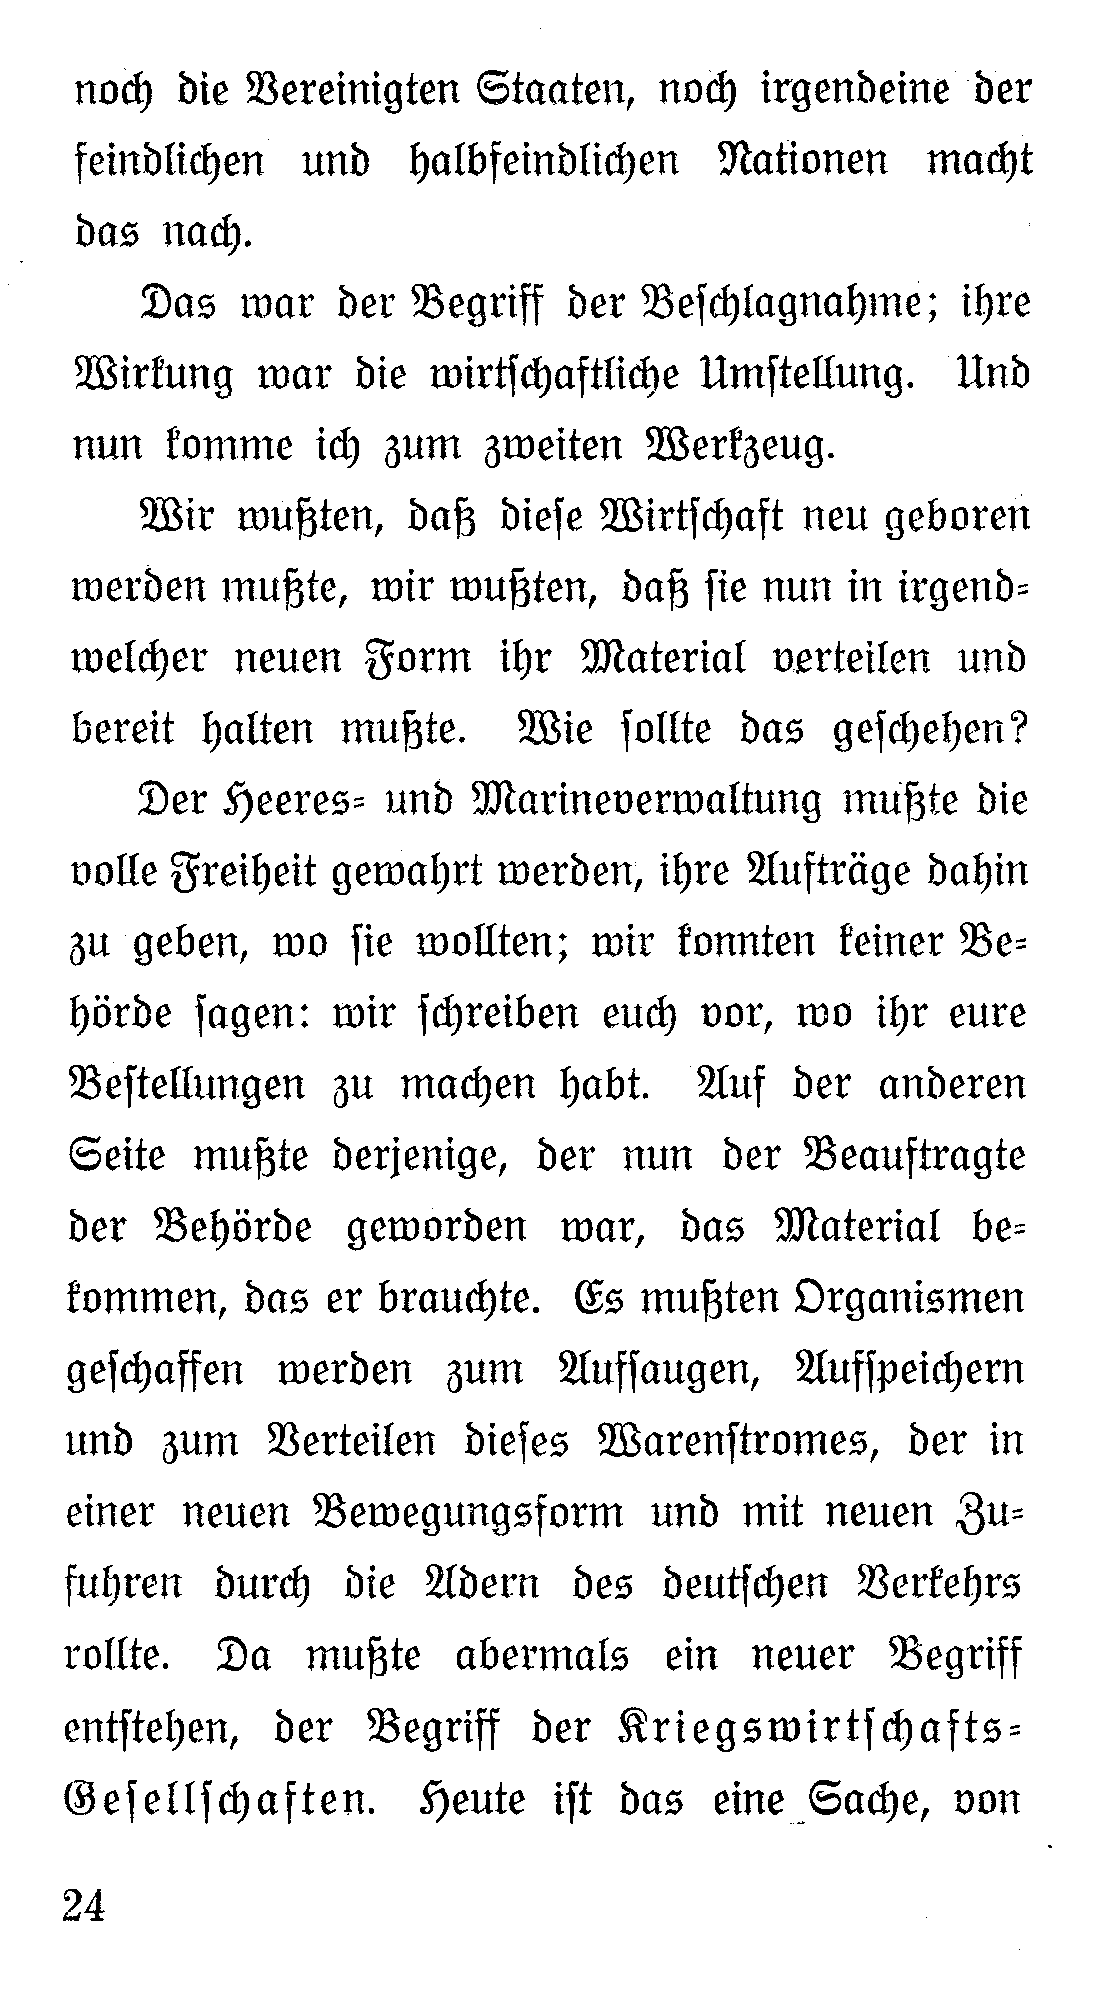 noch die Vereinigten Staaten, noch irgendeine der
feindlichen und halbfeindlichen Nationen macht
das nach.
Das war der Begriff der Beſchlagnahme; ihre
Wirkung war die wirtſchaftliche Umſtellung. Und
nun komme ich zum zweiten Werkzeug.
Wir wußten, daß dieſe Wirtſchaft neu geboren
werden mußte, wir wußten, daß ſie nun in irgend-
welcher neuen Form ihr Material verteilen und
bereit halten mußte. Wie ſollte das geſchehen?
Der Heeres- und Marineverwaltung mußte die
volle Freiheit gewahrt werden, ihre Aufträge dahin
zu geben, wo ſie wollten; wir konnten keiner Be-
hörde ſagen: wir ſchreiben euch vor, wo ihr eure
Beſtellungen zu machen habt. Auf der anderen
Seite mußte derjenige, der nun der Beauftragte
der Behörde geworden war, das Material be-
kommen, das er brauchte. Es mußten Organismen
geſchaffen werden zum Aufſaugen, Aufſpeichern
und zum Verteilen dieſes Warenſtromes, der in
einer neuen Bewegungsform und mit neuen Zu-
fuhren durch die Adern des deutſchen Verkehrs
rollte. Da mußte abermals ein neuer Begriff
entſtehen, der Begriff der Kriegswirtſchafts-
Geſellſchaften. Heute iſt das eine Sache, von
24